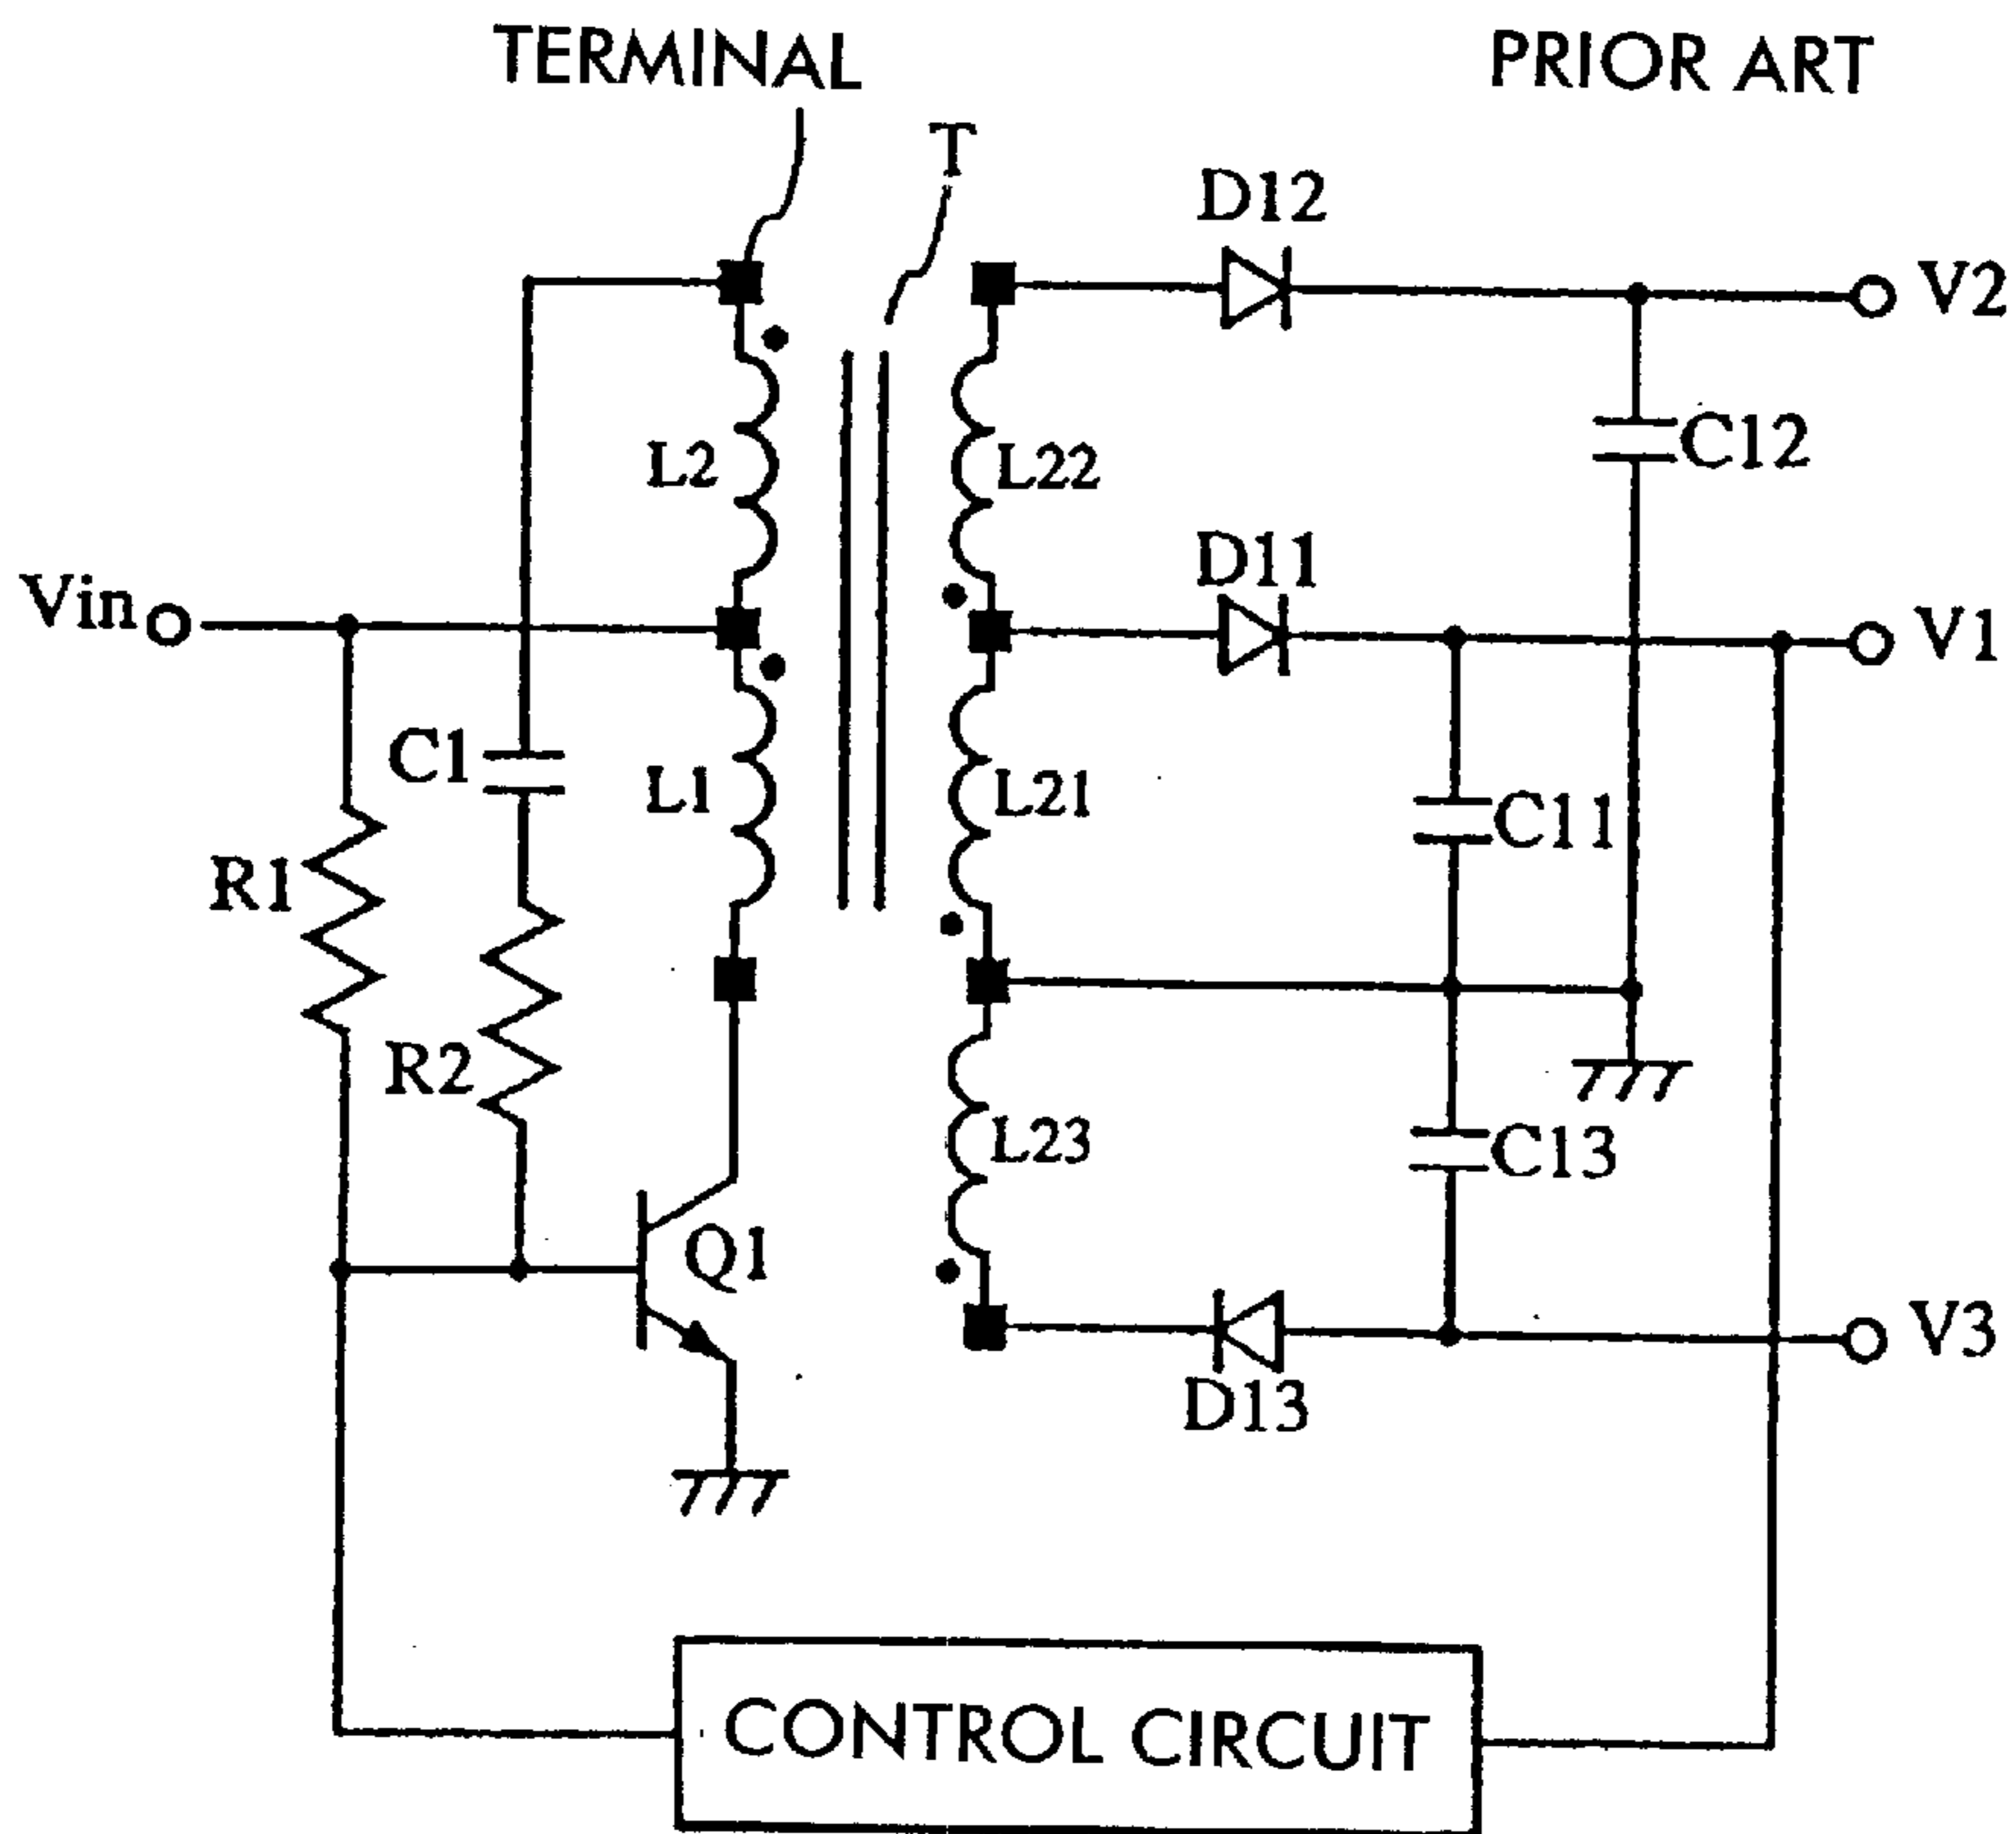 TERMINAL
PRIOR ART
T
D12
V2
L2
L22
C12
D11
Vin
V1
C1
L1
L21
C11
R1
R2
L23
C13
Q1
V3
D13
CONTROL CIRCUIT